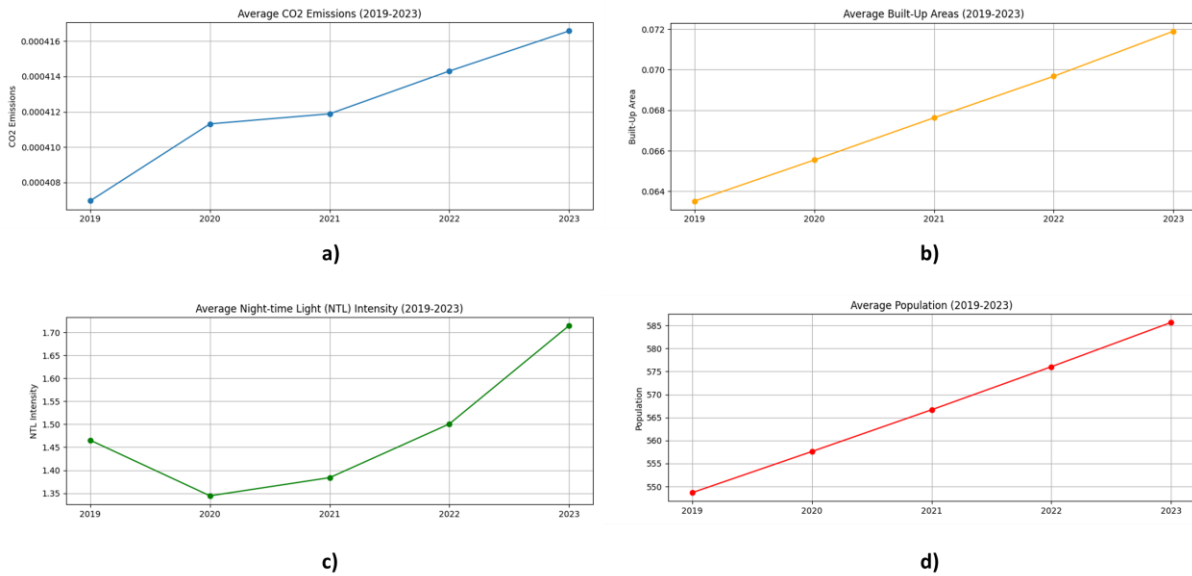 Average CO2 Emissions (2019-2023)
0.000416
0.000414
0.000412
0.000410
0.000408
CO2 Emissions
2019 2020 2021 2022 2023
a)
Average Built-Up Areas (2019-2023)
0.072
0.070
0.068
0.066
0.064
Built-Up Area
2019 2020 2021 2022 2023
b)
Average Night-time Light (NTL) Intensity (2019-2023)
1.70
1.65
1.60
1.55
1.50
1.45
1.40
1.35
NTL Intensity
2019 2020 2021 2022 2023
c)
Average Population (2019-2023)
585
580
575
570
565
560
555
550
Population
2019 2020 2021 2022 2023
d)